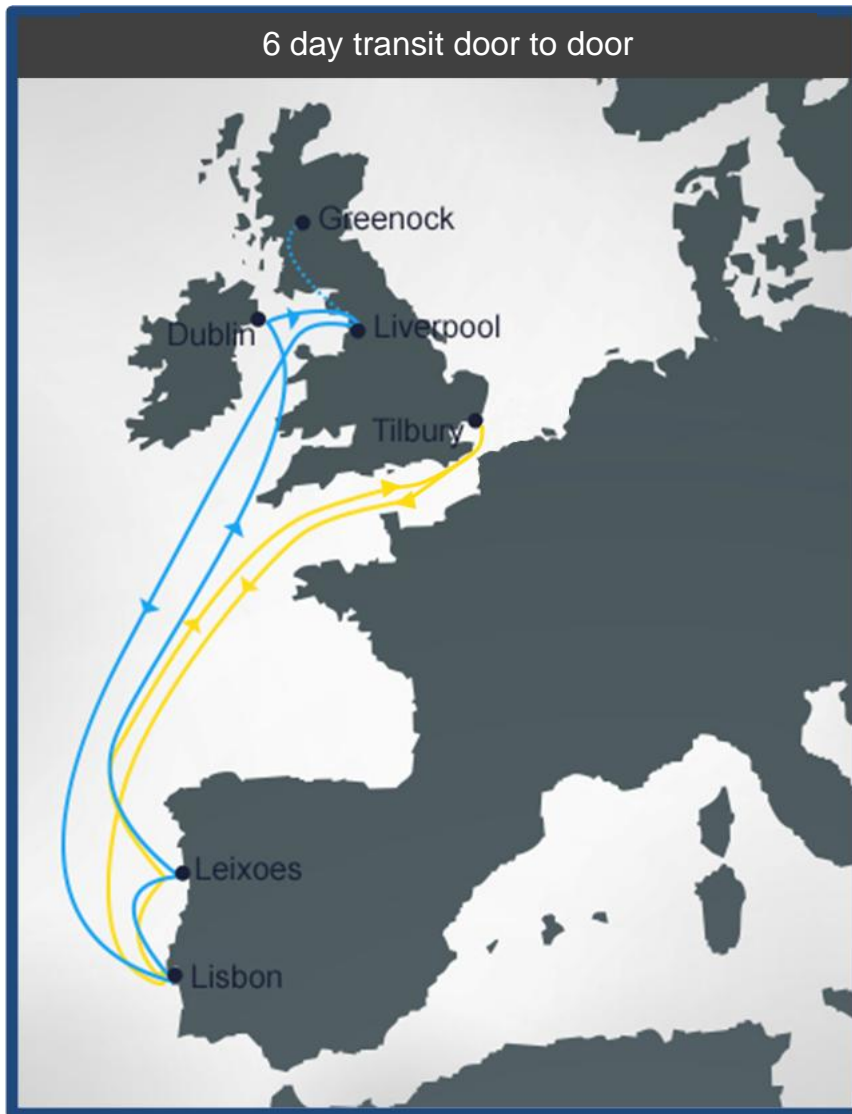 6 day transit door to door
Greenock
Dublin
Liverpool
Tilbury
Leixoes
Lisbon